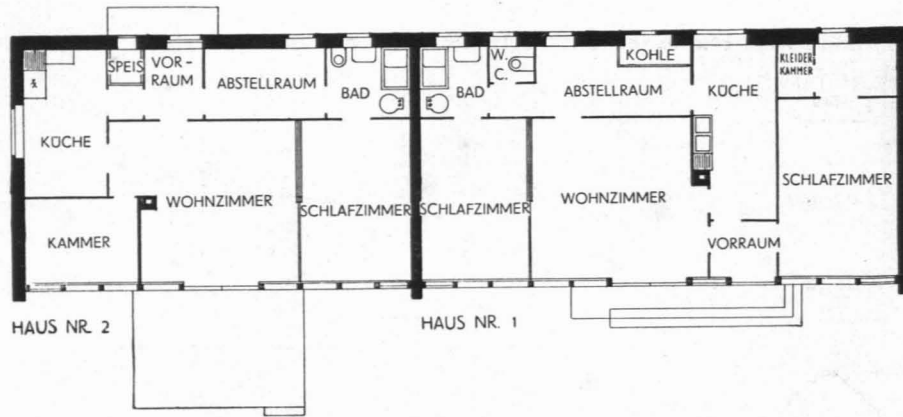 SPEIS
VOR-
RAUM
ABSTELLRAUM
BAD
KÜCHE
WOHNZIMMER
SCHLAFZIMMER
KAMMER
HAUS NR. 2
BAD
W.
C.
ABSTELLRAUM
KOHLE
KÜCHE
KLEIDER
KAMMER
SCHLAFZIMMER
WOHNZIMMER
SCHLAFZIMMER
VORRAUM
HAUS NR. 1